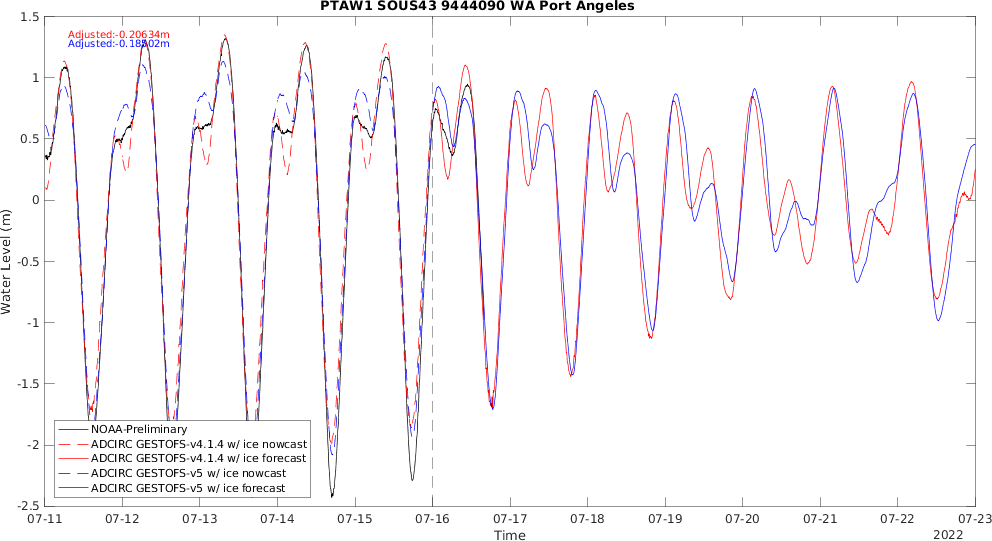 PTAW1 SOUS43 9444090 WA Port Angeles
Adjusted:-0.20634m
Adjusted:-0.18502m
1.5
1
0.5
0
-0.5
-1
-1.5
-2
-2.5
Water Level (m)
NOAA-Preliminary
ADCIRC GESTOFS-v4.1.4 w/ ice nowcast
ADCIRC GESTOFS-v4.1.4 w/ ice forecast
ADCIRC GESTOFS-v5 w/ ice nowcast
ADCIRC GESTOFS-v5 w/ ice forecast
07-11 07-12 07-13 07-14 07-15 07-16 07-17 07-18 07-19 07-20 07-21 07-22 07-23
Time
2022